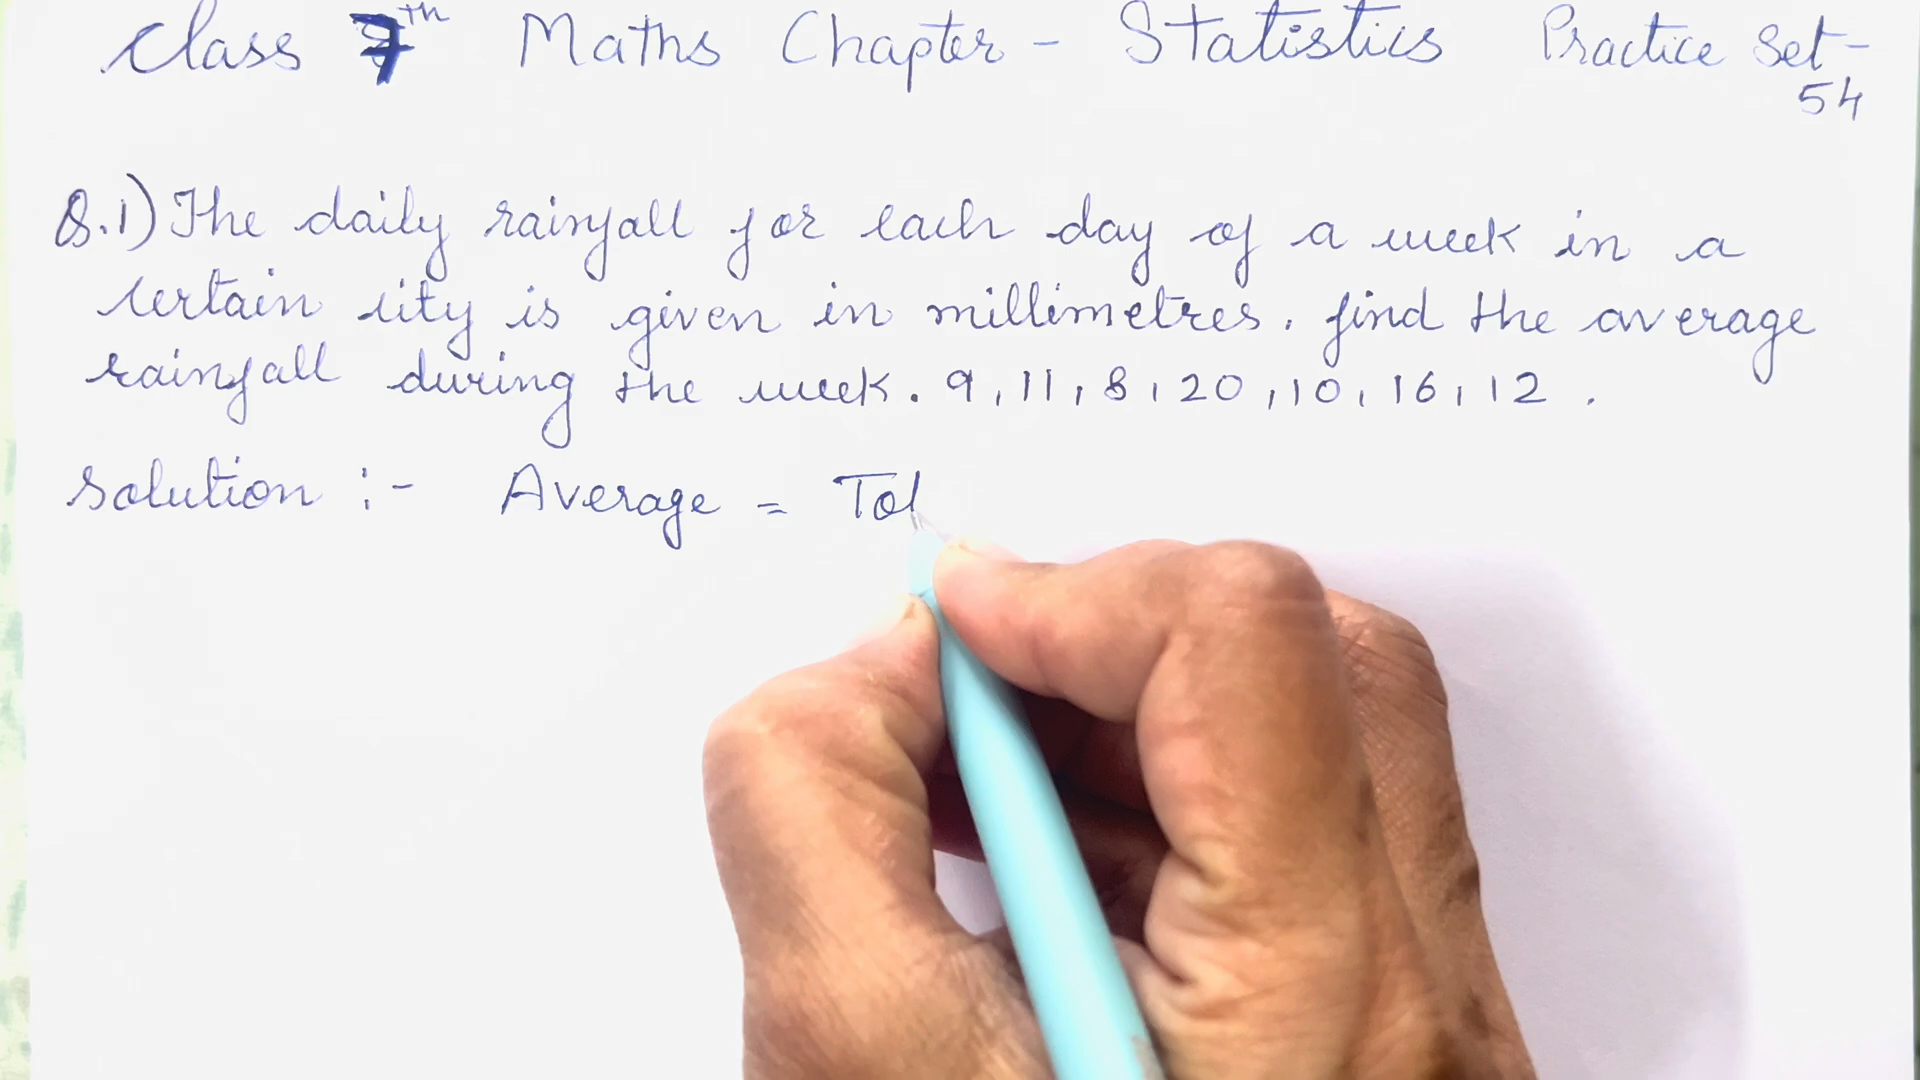 Class 7th Maths Chapter - Statistics Practice Set - 54
Q.1) The daily rainfall for each day of a week in a
certain city is given in millimetres. find the average
rainfall during the week. 9, 11, 8, 20, 10, 16, 12.
Solution :- Average = Tot